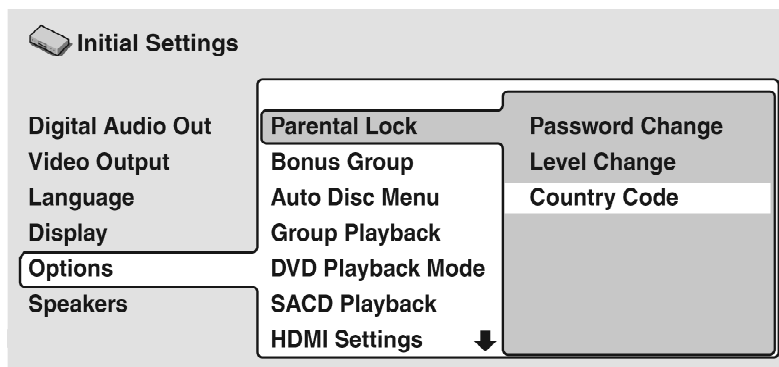 Initial Settings
Digital Audio Out
Video Output
Language
Display
Options
Speakers
Parental Lock
Bonus Group
Auto Disc Menu
Group Playback
DVD Playback Mode
SACD Playback
HDMI Settings
Password Change
Level Change
Country Code